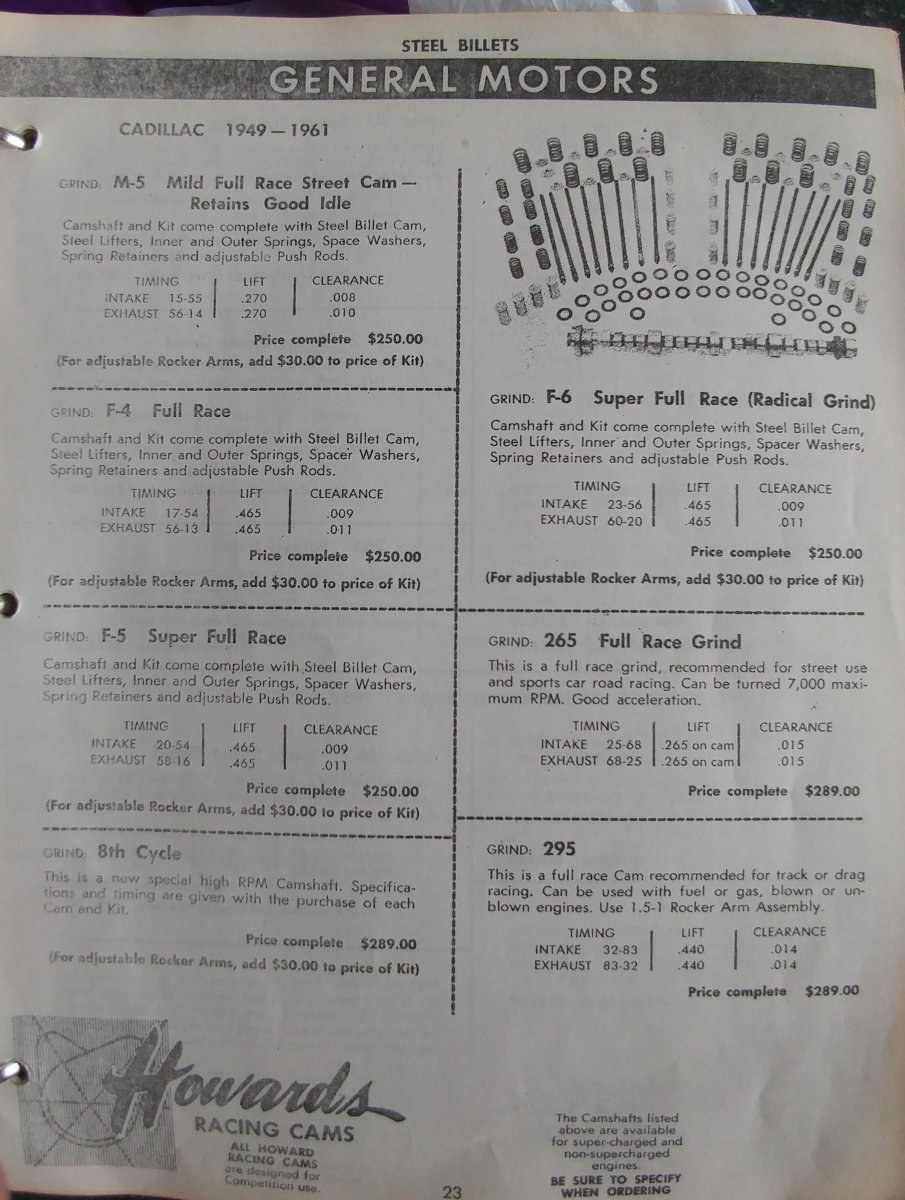 STEEL BILLETS
GENERAL MOTORS
CADILLAC 1949 — 1961
GRIND: M-5 Mild Full Race Street Cam —
Retains Good Idle
Camshaft and Kit come complete with Steel Billet Cam,
Steel Lifters, Inner and Outer Springs, Space Washers,
Spring Retainers and adjustable Push Rods.
TIMING LIFT CLEARANCE
INTAKE 15-55 .270 .008
EXHAUST 56-14 .270 .010
Price complete $250.00
(For adjustable Rocker Arms, add $30.00 to price of Kit)
GRIND: F-4 Full Race
Camshaft and Kit come complete with Steel Billet Cam,
Steel Lifters, Inner and Outer Springs, Spacer Washers,
Spring Retainers and adjustable Push Rods.
TIMING LIFT CLEARANCE
INTAKE 17-54 .465 .009
EXHAUST 56-13 .465 .011
Price complete $250.00
(For adjustable Rocker Arms, add $30.00 to price of Kit)
GRIND: F-5 Super Full Race
Camshaft and Kit come complete with Steel Billet Cam,
Steel Lifters, Inner and Outer Springs, Spacer Washers,
Spring Retainers and adjustable Push Rods.
TIMING LIFT CLEARANCE
INTAKE 20-54 .465 .009
EXHAUST 58-16 .465 .011
Price complete $250.00
(For adjustable Rocker Arms, add $30.00 to price of Kit)
GRIND: 8th Cycle
This is a new special high RPM Camshaft. Specifica-
tions and timing are given with the purchase of each
Cam and Kit.
Price complete $289.00
(For adjustable Rocker Arms, add $30.00 to price of Kit)
GRIND: F-6 Super Full Race (Radical Grind)
Camshaft and Kit come complete with Steel Billet Cam,
Steel Lifters, Inner and Outer Springs, Spacer Washers,
Spring Retainers and adjustable Push Rods.
TIMING LIFT CLEARANCE
INTAKE 23-56 .465 .009
EXHAUST 60-20 .465 .011
Price complete $250.00
(For adjustable Rocker Arms, add $30.00 to price of Kit)
GRIND: 265 Full Race Grind
This is a full race grind, recommended for street use
and sports car road racing. Can be turned 7,000 maxi-
mum RPM. Good acceleration.
TIMING LIFT CLEARANCE
INTAKE 25-68 .265 on cam .015
EXHAUST 68-25 .265 on cam .015
Price complete $289.00
GRIND: 295
This is a full race Cam recommended for track or drag
racing. Can be used with fuel or gas, blown or un-
blown engines. Use 1.5-1 Rocker Arm Assembly.
TIMING LIFT CLEARANCE
INTAKE 32-83 .440 .014
EXHAUST 83-32 .440 .014
Price complete $289.00
Howards
RACING CAMS
ALL HOWARD
RACING CAMS
are designed for
Competition use.
The Camshafts listed
above are available
for super-charged and
non-supercharged
engines.
BE SURE TO SPECIFY
WHEN ORDERING
23